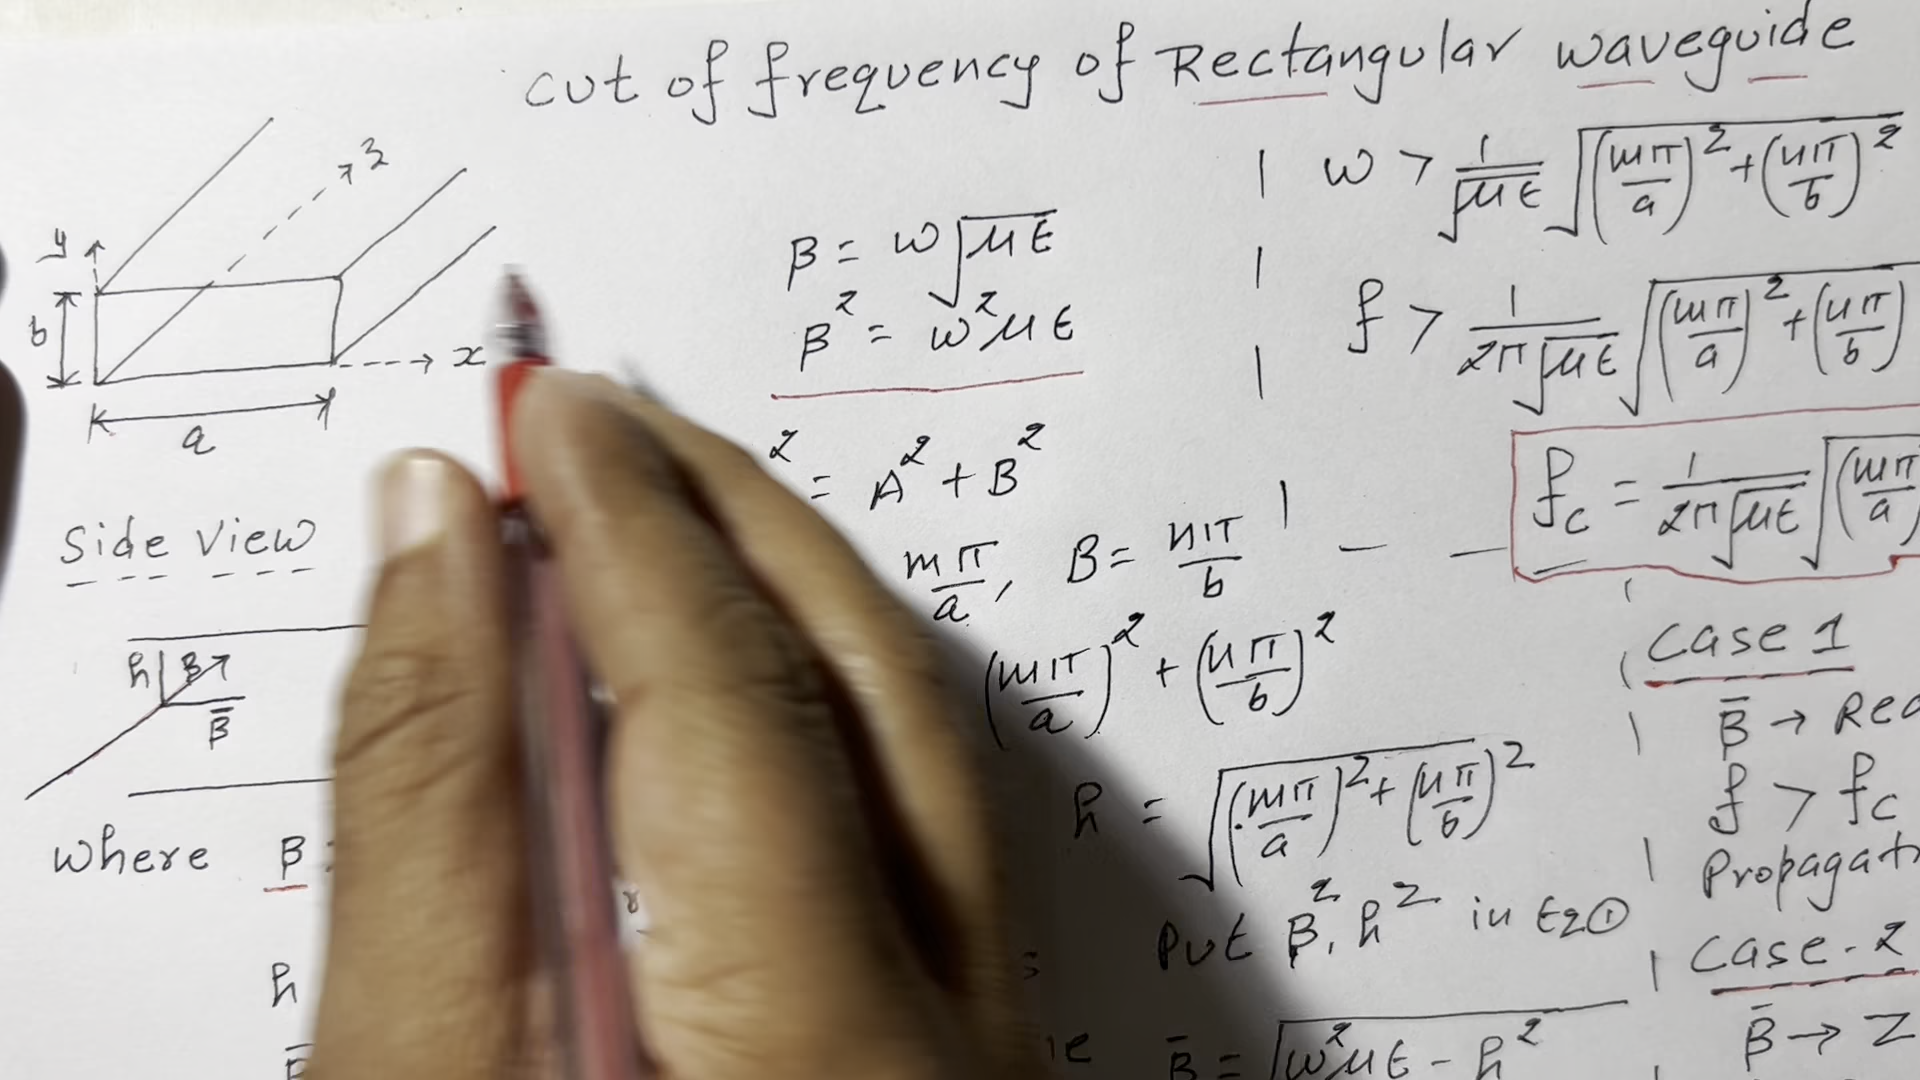 cut of frequency of Rectangular waveguide
z
y
b
x
a
Side View
h β
β̄
where β
h
β = ω√με
β² = ω²με
² = A² + B²
mπ/a, B = nπ/b
(mπ/a)² + (nπ/b)²
h = √(mπ/a)² + (nπ/b)²
Put β², h² in Eq①
β̄ = √ω²με - h²
ω > 1/√με √(mπ/a)² + (nπ/b)²
f > 1/2π√με √(mπ/a)² + (nπ/b)
fc = 1/2π√με √(mπ/a)
Case 1
β̄ →
f > fc
Case - 2
β̄ →